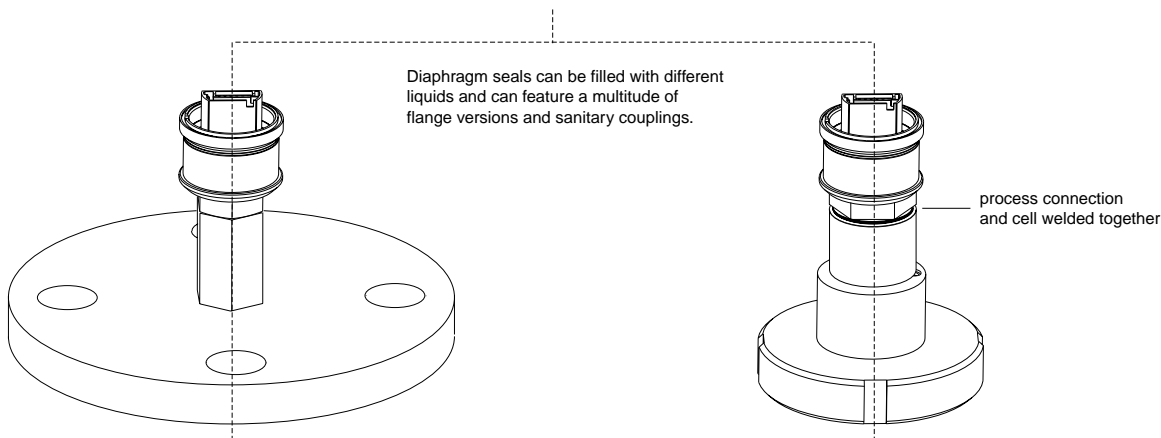 Diaphragm seals can be filled with different
liquids and can feature a multitude of
flange versions and sanitary couplings.
process connection
and cell welded together